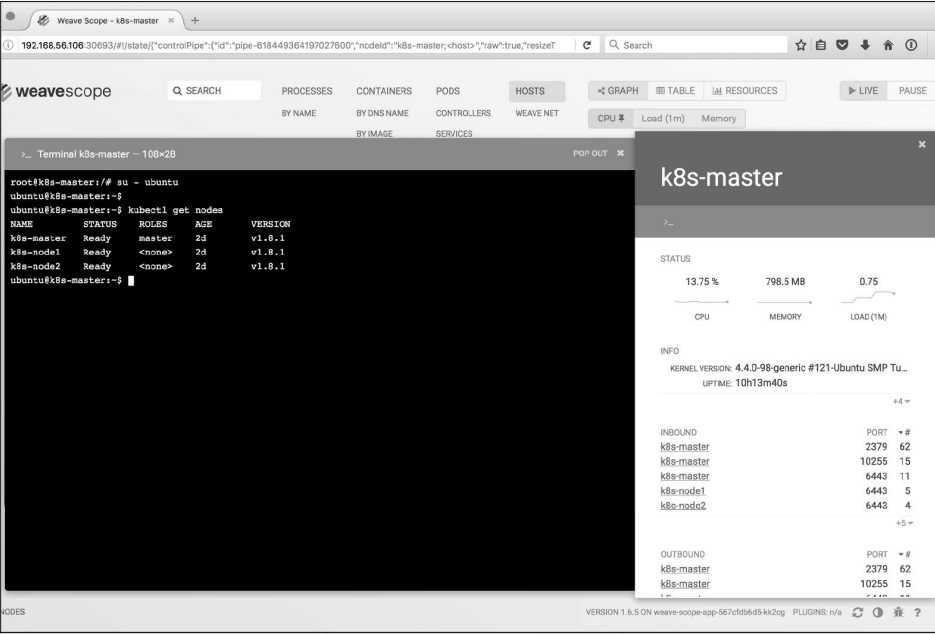 Weave Scope - k8s-master × +
192.168.56.106:30693/#!/state/{"controlPipe":{"id":"pipe-618449364197027600","nodeId":"k8s-master;<host>","raw":true,"resizeT
Search
weavescope
SEARCH
PROCESSES CONTAINERS PODS HOSTS
GRAPH TABLE RESOURCES
LIVE PAUSE
BY NAME BY DNS NAME CONTROLLERS WEAVE NET
CPU Load (1m) Memory
BY IMAGE SERVICES
>_ Terminal k8s-master — 108×28 POP OUT ×
root@k8s-master:/# su - ubuntu
ubuntu@k8s-master:~$
ubuntu@k8s-master:~$ kubectl get nodes
NAME STATUS ROLES AGE VERSION
k8s-master Ready master 2d v1.8.1
k8s-node1 Ready <none> 2d v1.8.1
k8s-node2 Ready <none> 2d v1.8.1
ubuntu@k8s-master:~$
×
k8s-master
>_
STATUS
13.75 % 798.5 MB 0.75
CPU MEMORY LOAD (1M)
INFO
KERNEL VERSION: 4.4.0-98-generic #121-Ubuntu SMP Tu...
UPTIME: 10h13m40s
+4
INBOUND PORT #
k8s-master 2379 62
k8s-master 10255 15
k8s-master 6443 11
k8s-node1 6443 5
k8s-node2 6443 4
+5
OUTBOUND PORT #
k8s-master 2379 62
k8s-master 10255 15
NODES
VERSION 1.6.5 ON weave-scope-app-567cfdb6d5-kk2cg PLUGINS: n/a ?